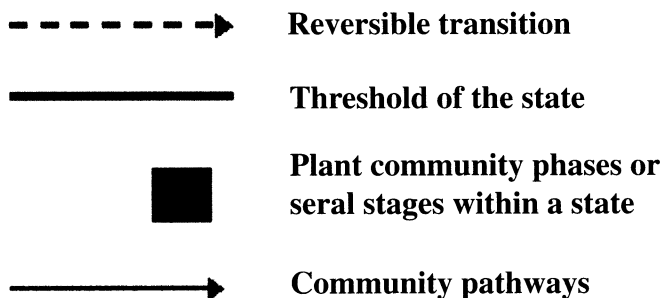 Reversible transition
Threshold of the state
Plant community phases or
seral stages within a state
Community pathways